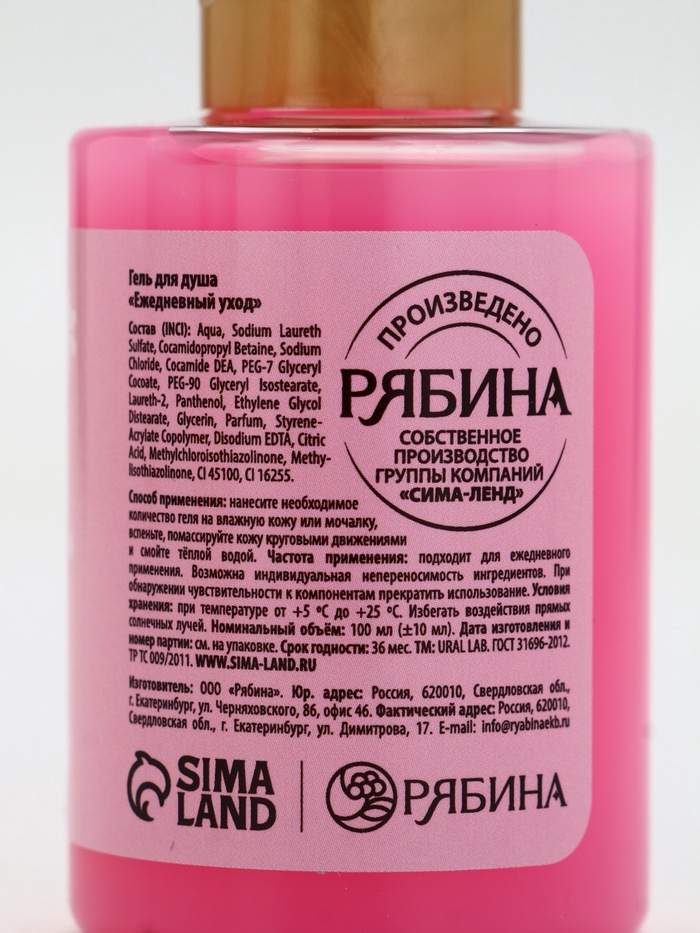 Гель для душа
«Ежедневный уход»
Состав (INCI): Aqua, Sodium Laureth
Sulfate, Cocamidopropyl Betaine, Sodium
Chloride, Cocamide DEA, PEG-7 Glyceryl
Cocoate, PEG-90 Glyceryl Isostearate,
Laureth-2, Panthenol, Ethylene Glycol
Distearate, Glycerin, Parfum, Styrene-
Acrylate Copolymer, Disodium EDTA, Citric
Acid, Methylchloroisothiazolinone, Methy-
lisothiazolinone, CI 45100, CI 16255.
ПРОИЗВЕДЕНО
РЯБИНА
СОБСТВЕННОЕ
ПРОИЗВОДСТВО
ГРУППЫ КОМПАНИЙ
«СИМА-ЛЕНД»
Способ применения: нанесите необходимое
количество геля на влажную кожу или мочалку,
вспеньте, помассируйте кожу круговыми движениями
и смойте тёплой водой. Частота применения: подходит для ежедневного
применения. Возможна индивидуальная непереносимость ингредиентов. При
обнаружении чувствительности к компонентам прекратить использование. Условия
хранения: при температуре от +5 ºС до +25 ºС. Избегать воздействия прямых
солнечных лучей. Номинальный объём: 100 мл (±10 мл). Дата изготовления и
номер партии: см. на упаковке. Срок годности: 36 мес. ТМ: URAL LAB. ГОСТ 31696-2012.
ТР ТС 009/2011. WWW.SIMA-LAND.RU
Изготовитель: ООО «Рябина». Юр. адрес: Россия, 620010, Свердловская обл.,
г. Екатеринбург, ул. Черняховского, 86, офис 46. Фактический адрес: Россия, 620010,
Свердловская обл., г. Екатеринбург, ул. Димитрова, 17. E-mail: info@ryabinaekb.ru
SIMA
LAND
РЯБИНА